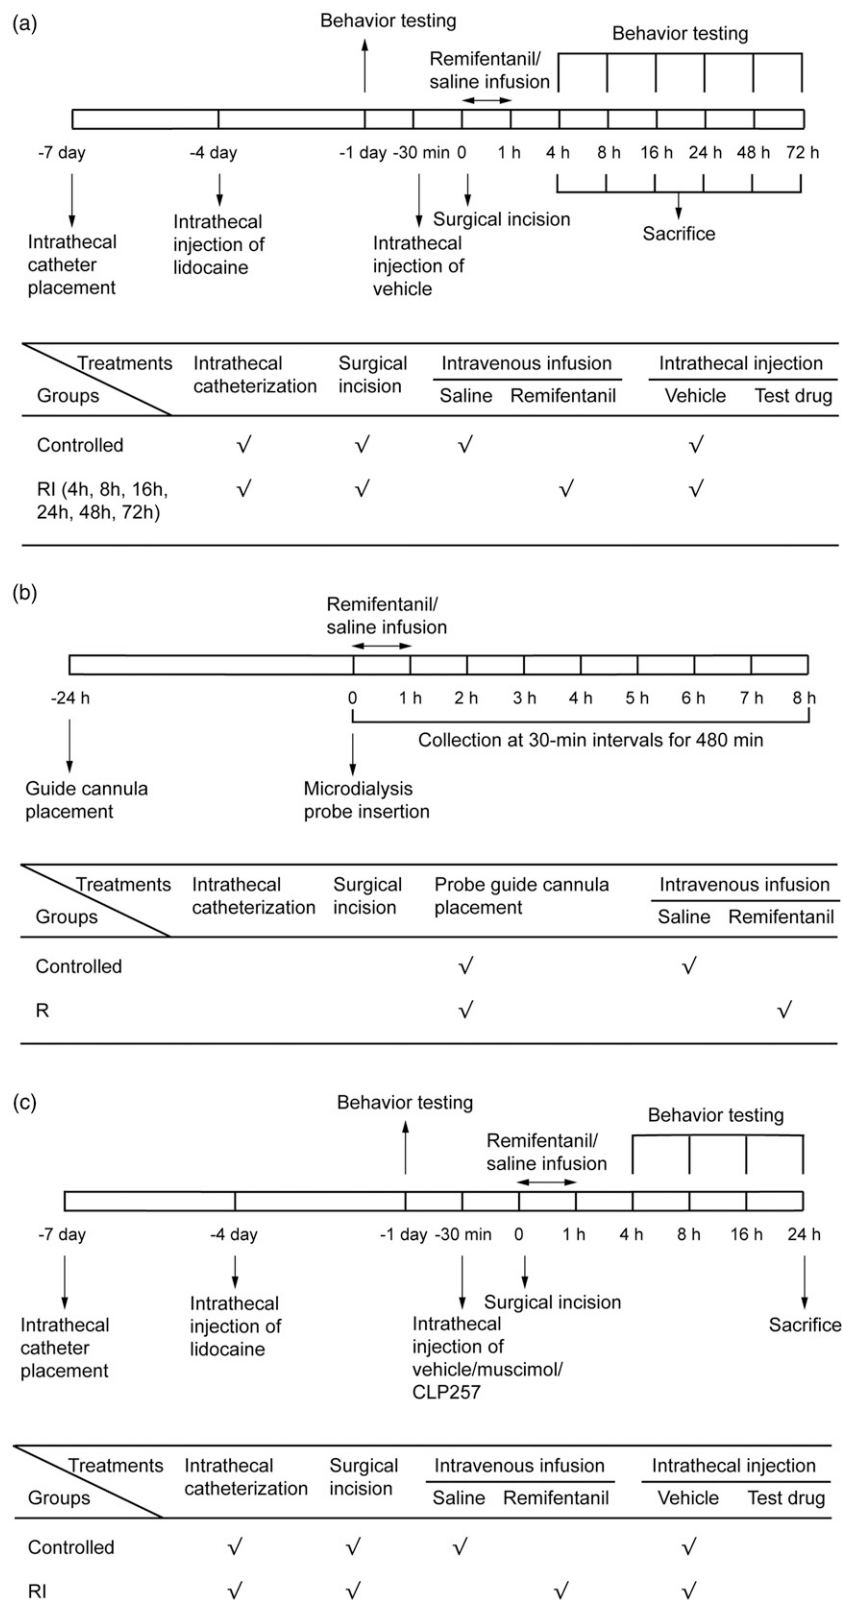 (a)
Behavior testing
Remifentanil/
saline infusion
Behavior testing
-7 day
-4 day
-1 day
-30 min
0
1 h
4 h
8 h
16 h
24 h
48 h
72 h
Intrathecal
catheter
placement
Intrathecal
injection of
lidocaine
Intrathecal
injection of
vehicle
Surgical incision
Sacrifice
Treatments
Groups
Intrathecal
catheterization
Surgical
incision
Intravenous infusion
Saline Remifentanil
Intrathecal injection
Vehicle Test drug
Controlled √ √ √ √
RI (4h, 8h, 16h, √ √ √ √
24h, 48h, 72h)
(b)
Remifentanil/
saline infusion
-24 h
0
1 h
2 h
3 h
4 h
5 h
6 h
7 h
8 h
Collection at 30-min intervals for 480 min
Guide cannula
placement
Microdialysis
probe insertion
Treatments
Groups
Intrathecal
catheterization
Surgical
incision
Probe guide cannula
placement
Intravenous infusion
Saline Remifentanil
Controlled √ √
R √ √
(c)
Behavior testing
Remifentanil/
saline infusion
Behavior testing
-7 day
-4 day
-1 day
-30 min
0
1 h
4 h
8 h
16 h
24 h
Intrathecal
catheter
placement
Intrathecal
injection of
lidocaine
Intrathecal
injection of
vehicle/muscimol/
CLP257
Surgical incision
Sacrifice
Treatments
Groups
Intrathecal
catheterization
Surgical
incision
Intravenous infusion
Saline Remifentanil
Intrathecal injection
Vehicle Test drug
Controlled √ √ √ √
RI √ √ √ √